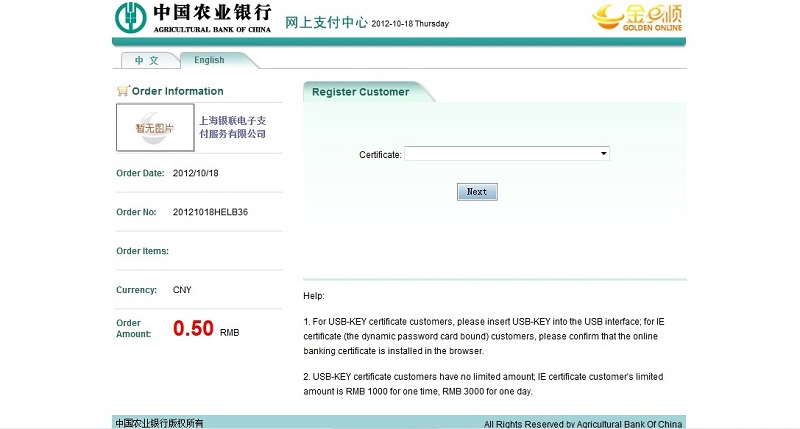 中国农业银行
AGRICULTURAL BANK OF CHINA
网上支付中心 2012-10-18 Thursday
金e顺
GOLDEN ONLINE
中 文
English
Order Information
暂无图片
上海银联电子支
付服务有限公司
Order Date: 2012/10/18
Order No: 20121018HELB36
Order Items:
Currency: CNY
Order
Amount: 0.50 RMB
Register Customer
Certificate:
Next
Help:
1. For USB-KEY certificate customers, please insert USB-KEY into the USB interface; for IE
certificate (the dynamic password card bound) customers, please confirm that the online
banking certificate is installed in the browser.
2. USB-KEY certificate customers have no limited amount; IE certificate customer's limited
amount is RMB 1000 for one time, RMB 3000 for one day.
中国农业银行版权所有
All Rights Reserved by Agricultural Bank Of China